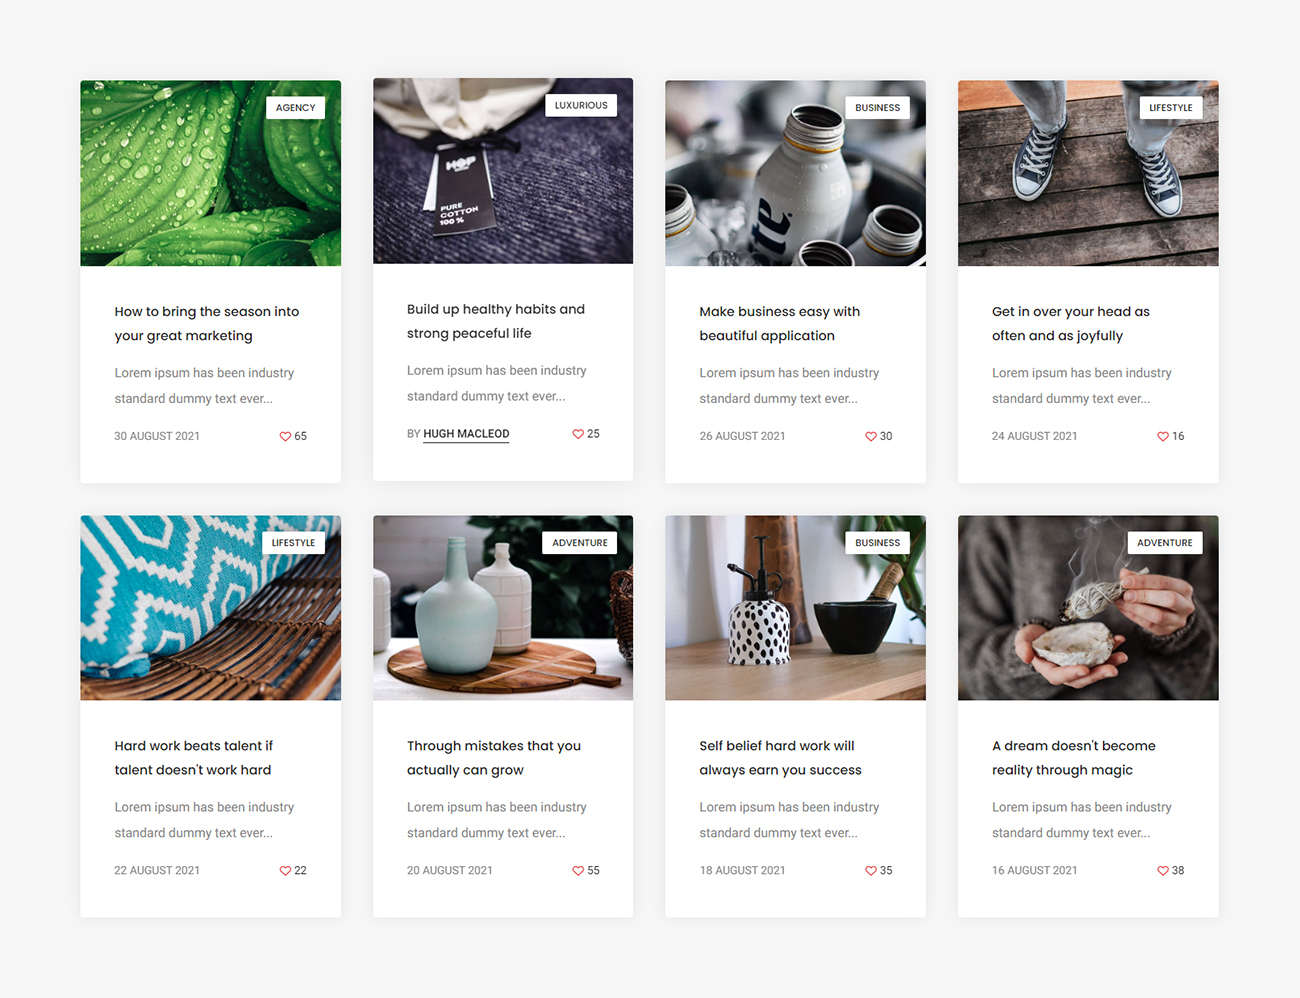 AGENCY
How to bring the season into
your great marketing
Lorem ipsum has been industry
standard dummy text ever...
30 AUGUST 2021
65
LUXURIOUS
HOP
PURE
COTTON
100 %
Build up healthy habits and
strong peaceful life
Lorem ipsum has been industry
standard dummy text ever...
BY HUGH MACLEOD
25
BUSINESS
Make business easy with
beautiful application
Lorem ipsum has been industry
standard dummy text ever...
26 AUGUST 2021
30
LIFESTYLE
Get in over your head as
often and as joyfully
Lorem ipsum has been industry
standard dummy text ever...
24 AUGUST 2021
16
LIFESTYLE
Hard work beats talent if
talent doesn't work hard
Lorem ipsum has been industry
standard dummy text ever...
22 AUGUST 2021
22
ADVENTURE
Through mistakes that you
actually can grow
Lorem ipsum has been industry
standard dummy text ever...
20 AUGUST 2021
55
BUSINESS
Self belief hard work will
always earn you success
Lorem ipsum has been industry
standard dummy text ever...
18 AUGUST 2021
35
ADVENTURE
A dream doesn't become
reality through magic
Lorem ipsum has been industry
standard dummy text ever...
16 AUGUST 2021
38